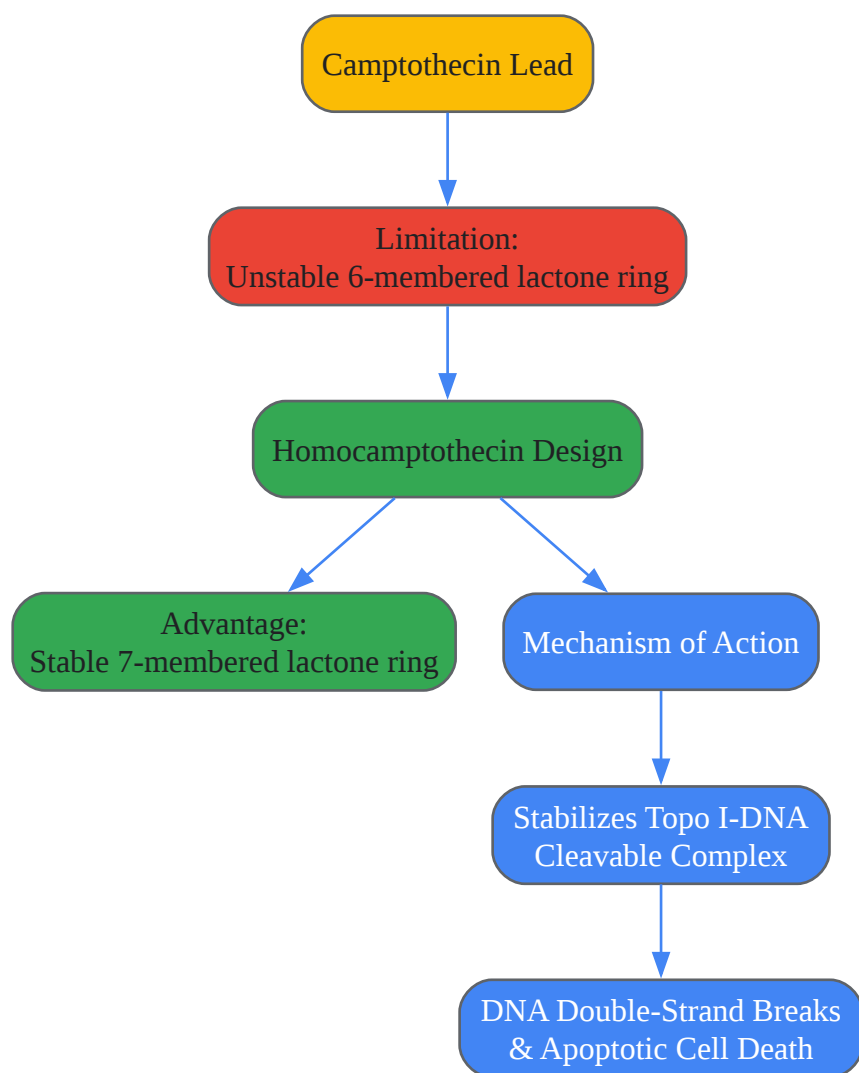 Camptothecin Lead
Limitation:
Unstable 6-membered lactone ring
Homocamptothecin Design
Advantage:
Stable 7-membered lactone ring
Mechanism of Action
Stabilizes Topo I-DNA
Cleavable Complex
DNA Double-Strand Breaks
& Apoptotic Cell Death